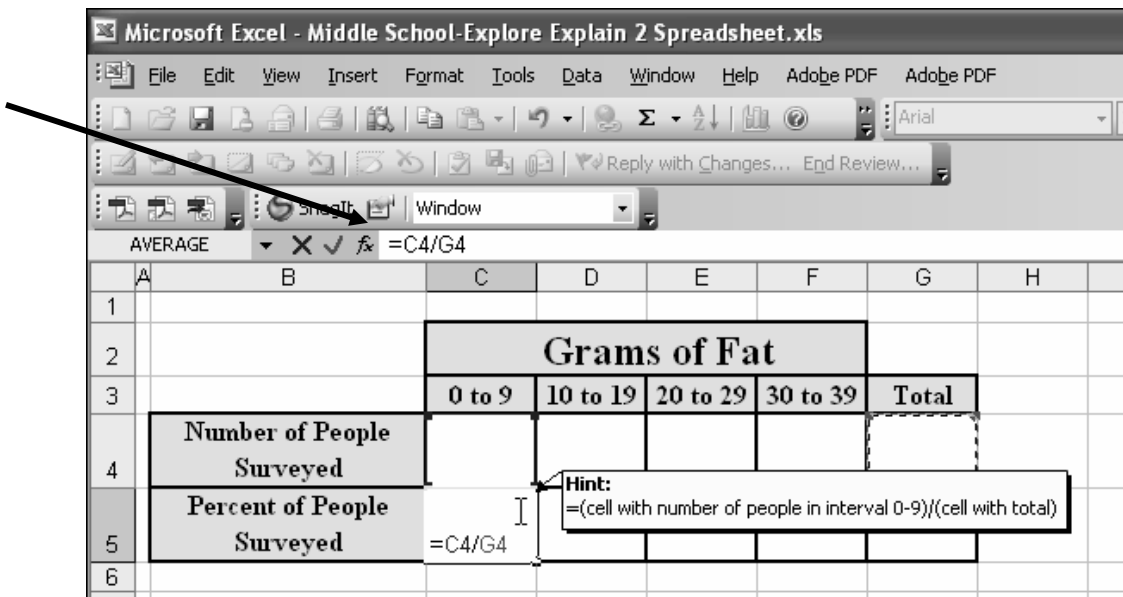 Microsoft Excel - Middle School-Explore Explain 2 Spreadsheet.xls
File Edit View Insert Format Tools Data Window Help Adobe PDF Adobe PDF
Arial
Reply with Changes... End Review...
SnagIt Window
AVERAGE fx =C4/G4
A B C D E F G H
1
2 Grams of Fat
3 0 to 9 10 to 19 20 to 29 30 to 39 Total
Number of People
4 Surveyed
Hint:
=(cell with number of people in interval 0-9)/(cell with total)
Percent of People
5 Surveyed =C4/G4
6